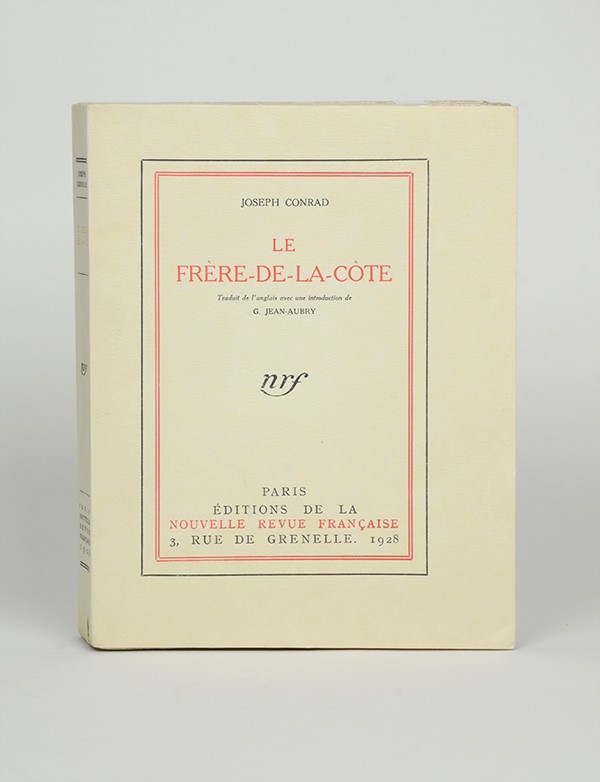 JOSEPH CONRAD
LE
FRÈRE-DE-LA-CÔTE
Traduit de l'anglais avec une introduction de
G. JEAN-AUBRY
nrf
PARIS
ÉDITIONS DE LA
NOUVELLE REVUE FRANÇAISE
3, RUE DE GRENELLE. 1928
nrf